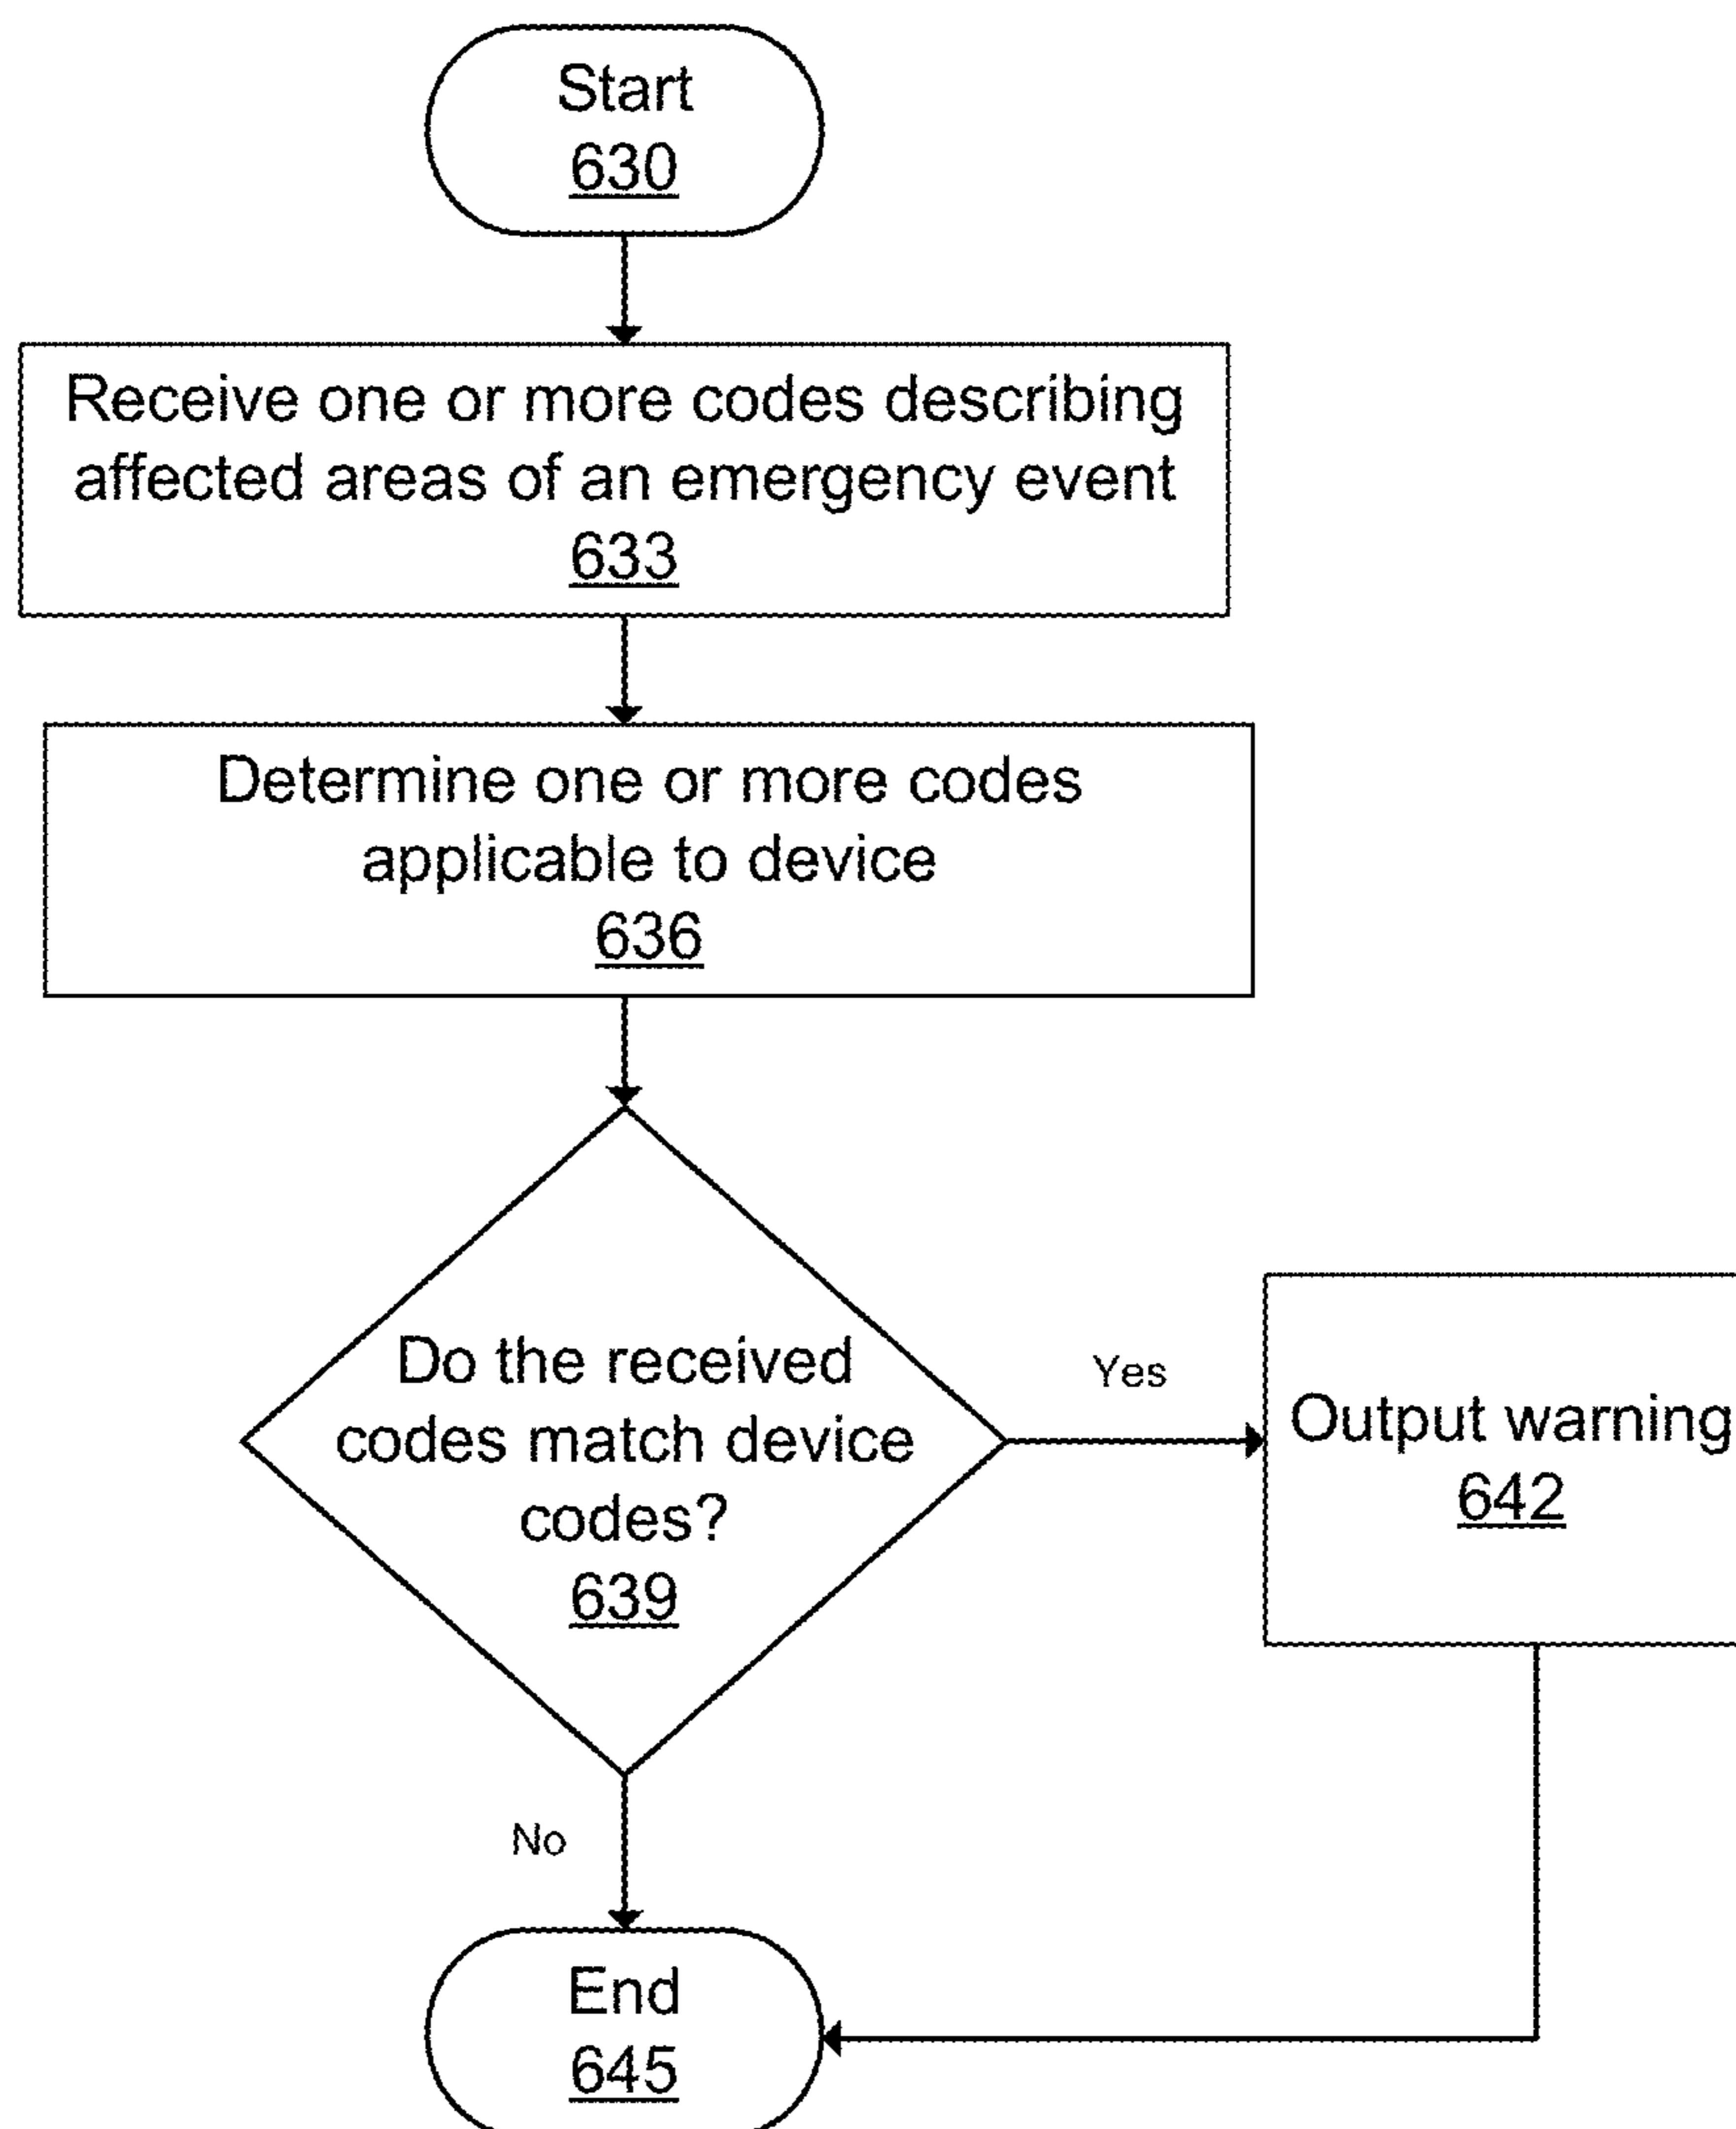 Start
630
Receive one or more codes describing
affected areas of an emergency event
633
Determine one or more codes
applicable to device
636
Do the received
codes match device
codes?
639
Yes
Output warning
642
No
End
645